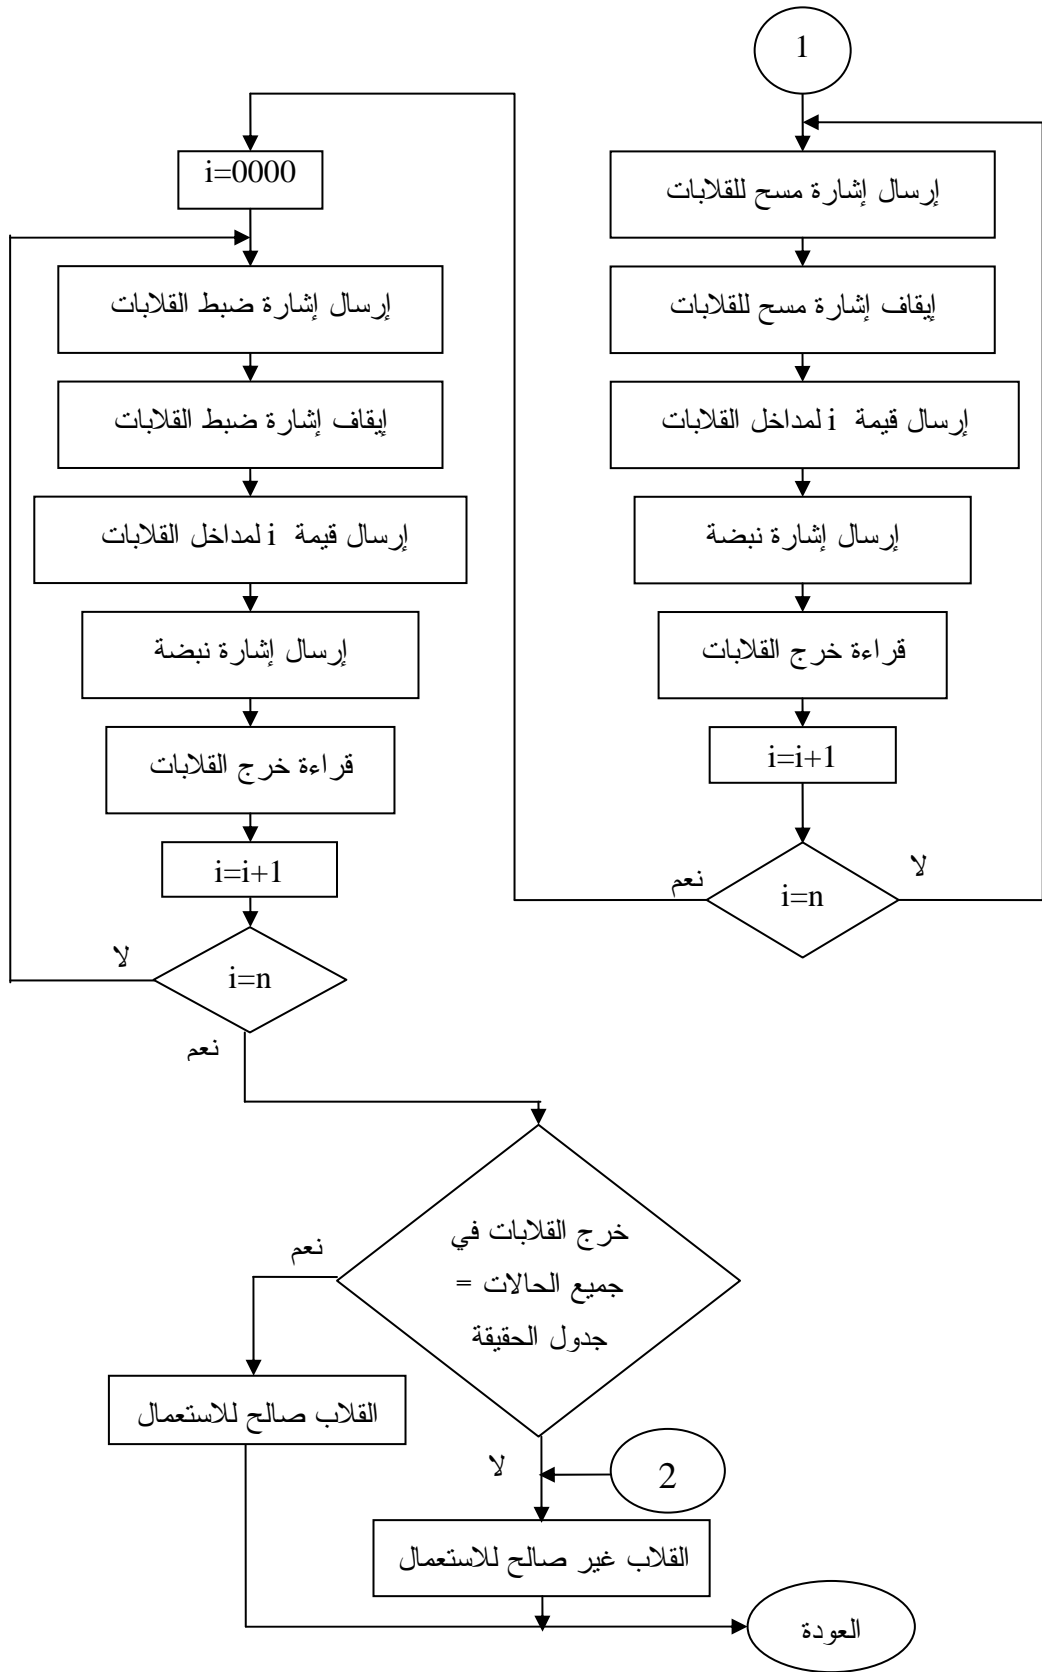 1
إرسال إشارة مسح للقلابات
إيقاف إشارة مسح للقلابات
إرسال قيمة i لمداخل القلابات
إرسال إشارة نبضة
قراءة خرج القلابات
i=i+1
i=n
لا
نعم
i=0000
إرسال إشارة ضبط القلابات
إيقاف إشارة ضبط القلابات
إرسال قيمة i لمداخل القلابات
إرسال إشارة نبضة
قراءة خرج القلابات
i=i+1
i=n
لا
نعم
خرج القلابات في
جميع الحالات =
جدول الحقيقة
نعم
القلاب صالح للاستعمال
لا
2
القلاب غير صالح للاستعمال
العودة